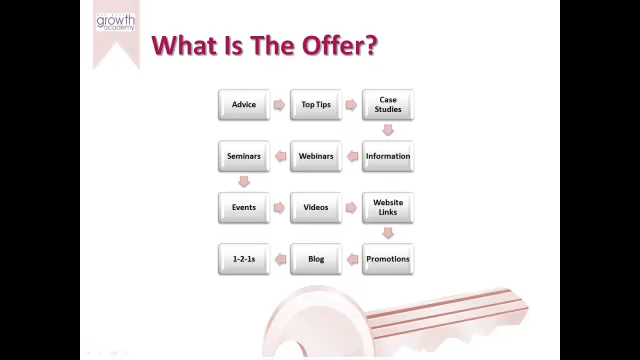 growth
academy
What Is The Offer?
Advice
Top Tips
Case
Studies
Seminars
Webinars
Information
Events
Videos
Website
Links
1-2-1s
Blog
Promotions